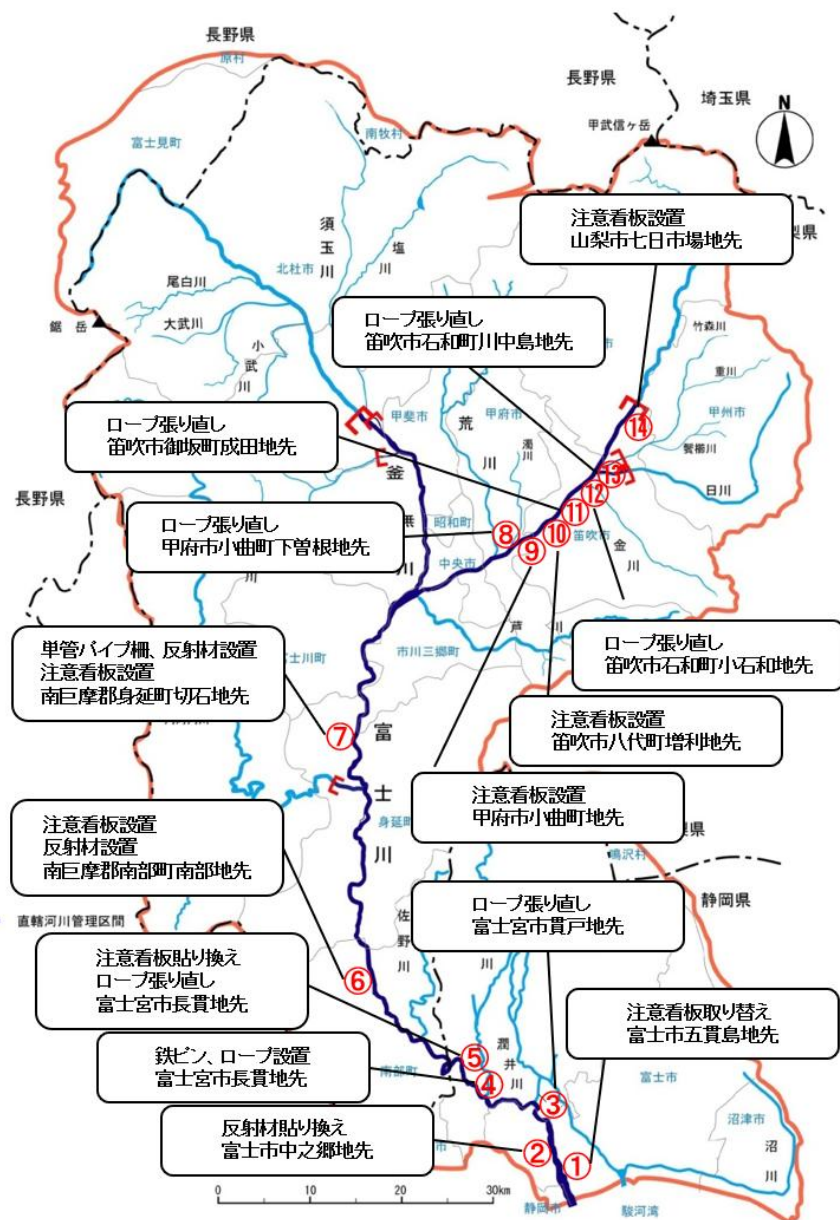 長野県
原村
長野県
埼玉県
甲武信ヶ岳
N
富士見町
南牧村
注意看板設置
山梨市七日市場地先
梨県
須玉川
塩川
北杜市
尾白川
大武川
鋸岳
小武川
ロープ張り直し
笛吹市石和町川中島地先
市
竹森川
重川
甲州市
鬢櫛川
日川
甲斐市
荒川
甲府市
濁川
ロープ張り直し
笛吹市御坂町成田地先
長野県
釜無川
昭和町
中央市
ロープ張り直し
甲府市小曲町下曽根地先
⑭
⑬
⑫
⑪
⑩
⑨
⑧
笛吹市
金川
芦川
単管パイプ柵、反射材設置
注意看板設置
南巨摩郡身延町切石地先
富士川町
市川三郷町
ロープ張り直し
笛吹市石和町小石和地先
注意看板設置
笛吹市八代町増利地先
⑦
富士川
身延町
注意看板設置
甲府市小曲町地先
注意看板設置
反射材設置
南巨摩郡南部町南部地先
県
鳴沢村
静岡県
ロープ張り直し
富士宮市貫戸地先
直轄河川管理区間
佐野川
川
注意看板貼り換え
ロープ張り直し
富士宮市長貫地先
⑥
注意看板取り替え
富士市五貫島地先
鉄ピン、ロープ設置
富士宮市長貫地先
⑤
④
潤井川
南部町
③
富士市
沼津市
沼川
反射材貼り換え
富士市中之郷地先
②
①
市
0 10 20 30km
静岡市
駿河湾